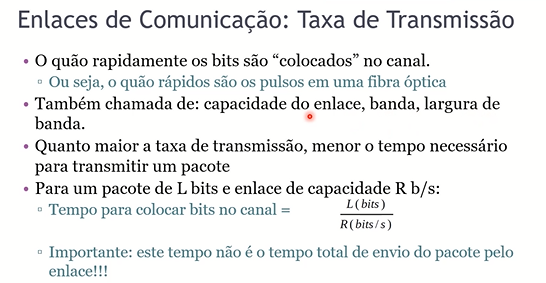 Enlaces de Comunicação: Taxa de Transmissão
• O quão rapidamente os bits são “colocados” no canal.
▫ Ou seja, o quão rápidos são os pulsos em uma fibra óptica
• Também chamada de: capacidade do enlace, banda, largura de
banda.
• Quanto maior a taxa de transmissão, menor o tempo necessário
para transmitir um pacote
• Para um pacote de L bits e enlace de capacidade R b/s:
▫ Tempo para colocar bits no canal = L(bits)
R(bits/s)
▫ Importante: este tempo não é o tempo total de envio do pacote pelo
enlace!!!